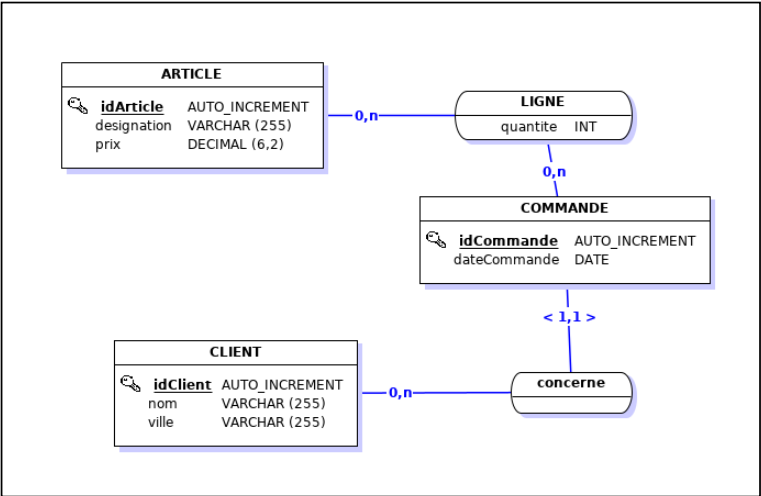 ARTICLE
idArticle AUTO_INCREMENT
designation VARCHAR (255)
prix DECIMAL (6,2)
0,n
LIGNE
quantite INT
0,n
COMMANDE
idCommande AUTO_INCREMENT
dateCommande DATE
< 1,1 >
CLIENT
idClient AUTO_INCREMENT
nom VARCHAR (255)
ville VARCHAR (255)
0,n
concerne